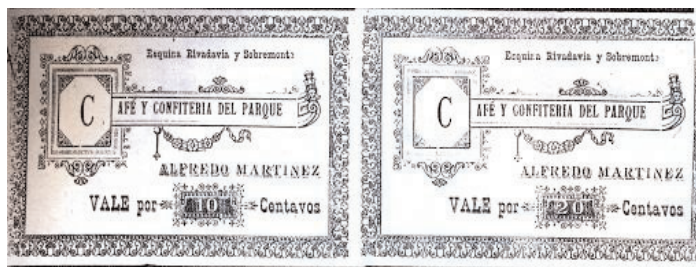 Esquina Rivadavia y Sobremonte
CAFÉ Y CONFITERIA DEL PARQUE
ALFREDO MARTINEZ
VALE por 10 Centavos
Esquina Rivadavia y Sobremonte
CAFÉ Y CONFITERIA DEL PARQUE
ALFREDO MARTINEZ
VALE por 20 Centavos